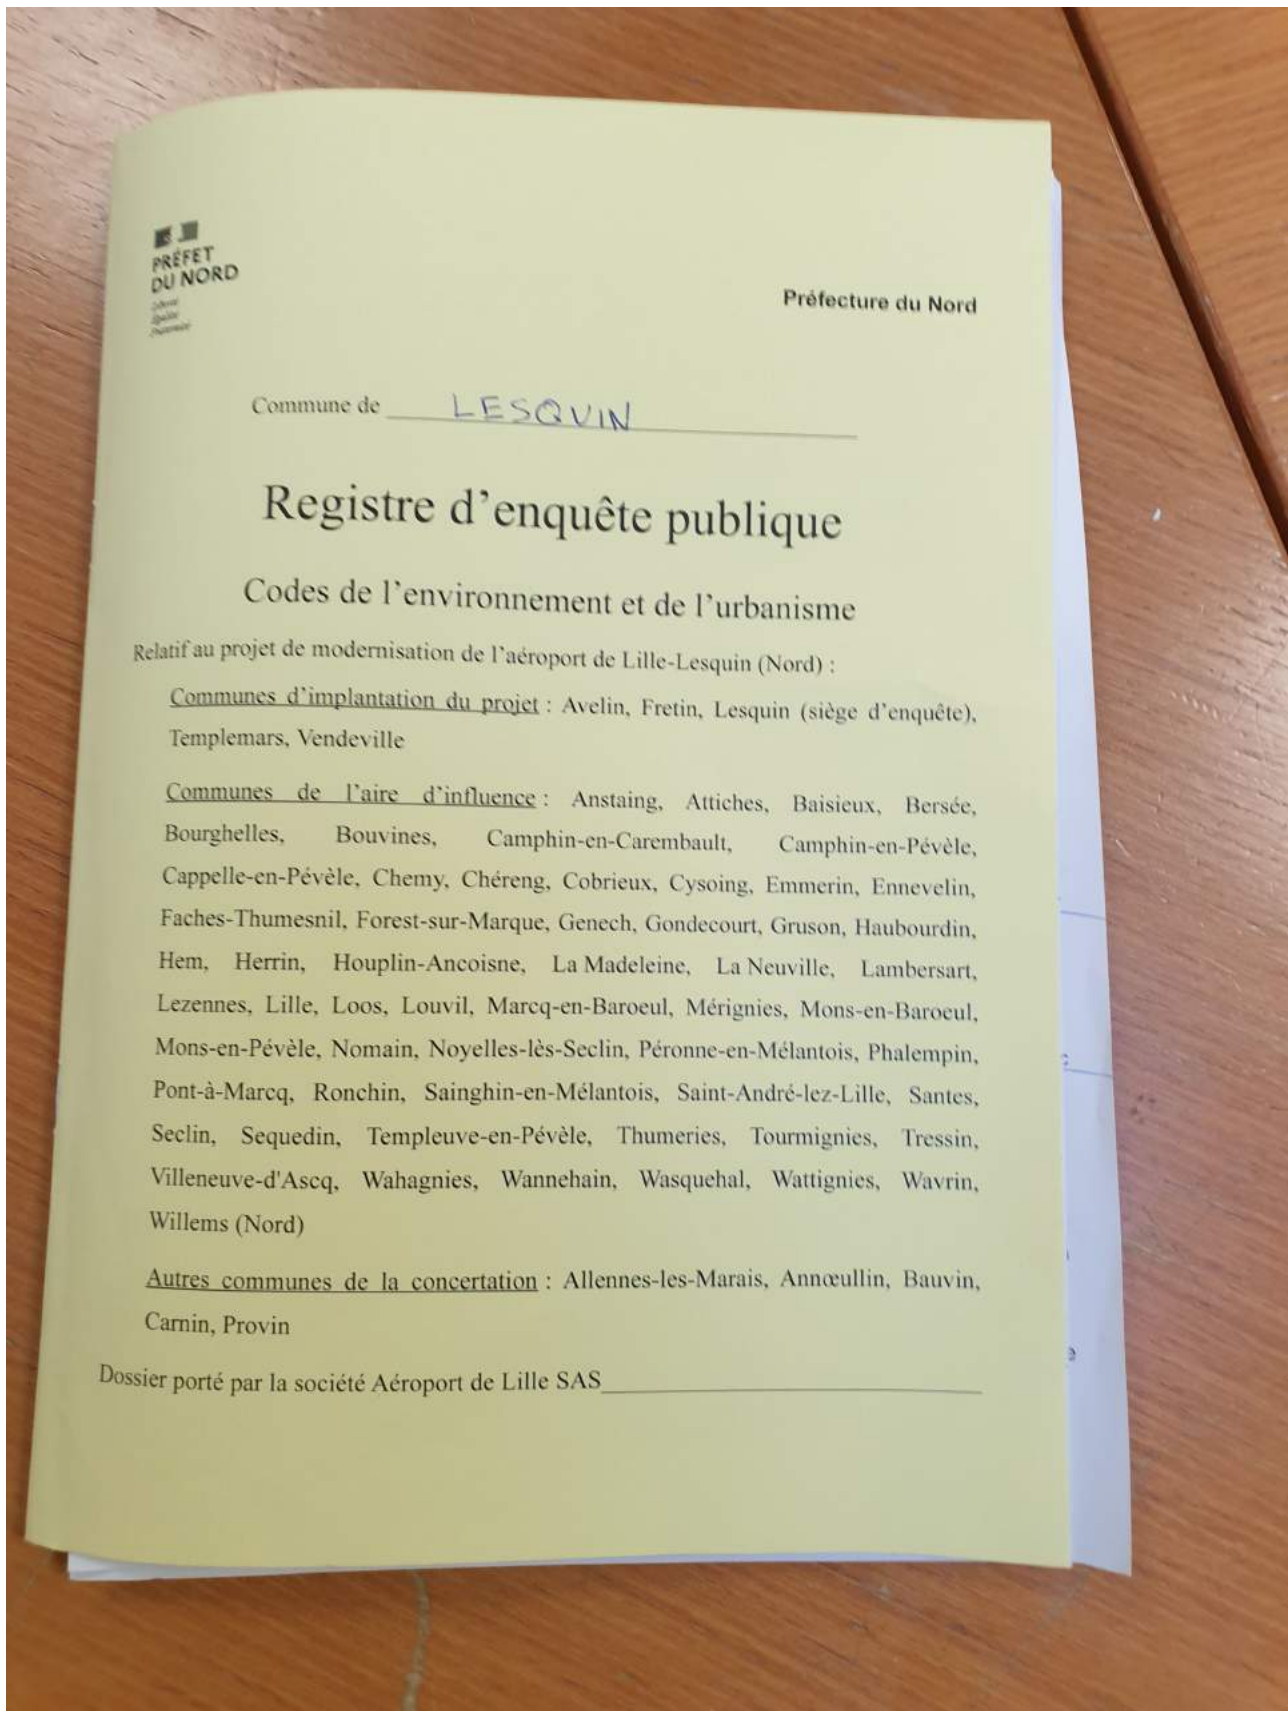 PRÉFET
DU NORD
Liberté
Égalité
Fraternité
Préfecture du Nord
Commune de LESQUIN
Registre d'enquête publique
Codes de l'environnement et de l'urbanisme
Relatif au projet de modernisation de l'aéroport de Lille-Lesquin (Nord) :
Communes d'implantation du projet : Avelin, Fretin, Lesquin (siège d'enquête),
Templemars, Vendeville
Communes de l'aire d'influence : Anstaing, Attiches, Baisieux, Bersée,
Bourghelles, Bouvines, Camphin-en-Carembault, Camphin-en-Pévèle,
Cappelle-en-Pévèle, Chemy, Chéreng, Cobrieux, Cysoing, Emmerin, Ennevelin,
Faches-Thumesnil, Forest-sur-Marque, Genech, Gondecourt, Gruson, Haubourdin,
Hem, Herrin, Houplin-Ancoisne, La Madeleine, La Neuville, Lambersart,
Lezennes, Lille, Loos, Louvil, Marcq-en-Baroeul, Mérignies, Mons-en-Baroeul,
Mons-en-Pévèle, Nomain, Noyelles-lès-Seclin, Péronne-en-Mélantois, Phalempin,
Pont-à-Marcq, Ronchin, Sainghin-en-Mélantois, Saint-André-lez-Lille, Santes,
Seclin, Sequedin, Templeuve-en-Pévèle, Thumeries, Tourmignies, Tressin,
Villeneuve-d'Ascq, Wahagnies, Wannehain, Wasquehal, Wattignies, Wavrin,
Willems (Nord)
Autres communes de la concertation : Allennes-les-Marais, Annœullin, Bauvin,
Carnin, Provin
Dossier porté par la société Aéroport de Lille SAS